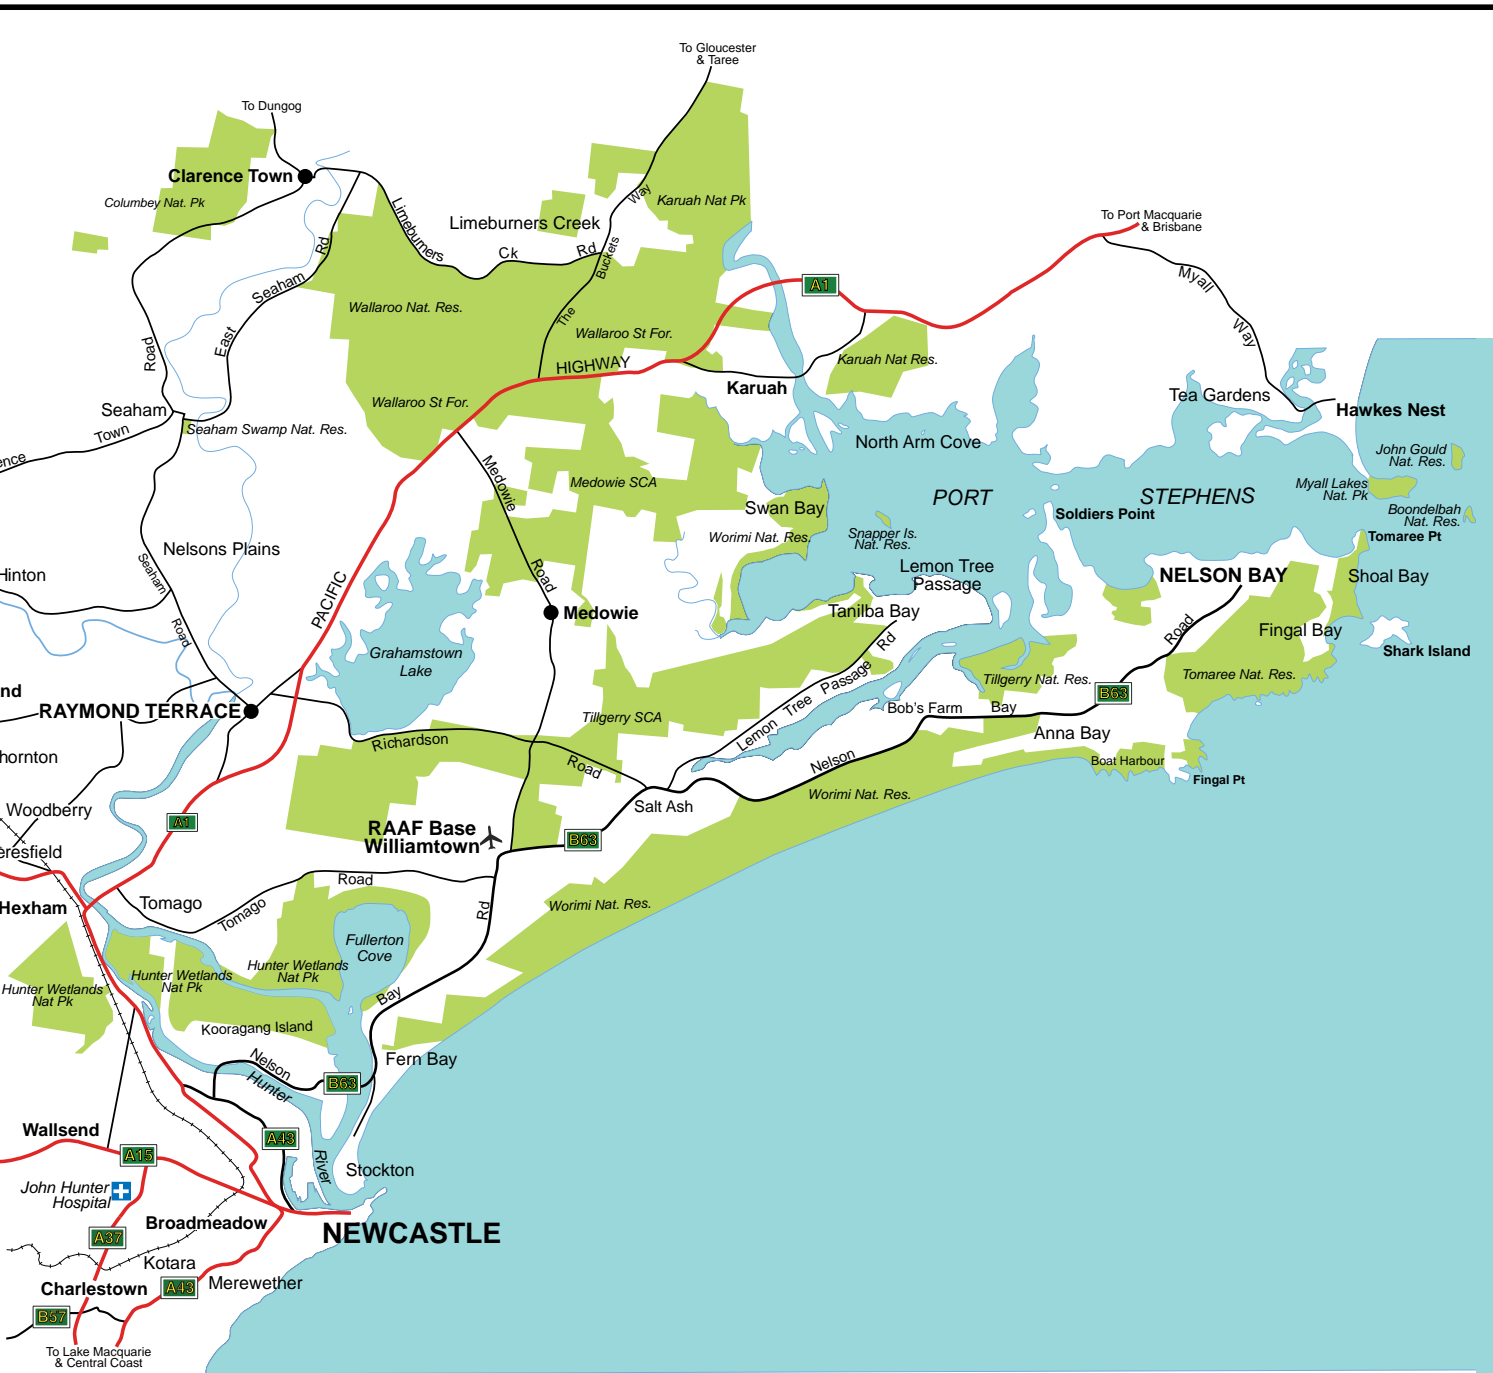 To Gloucester
& Taree
To Dungog
Clarence Town
Columbey Nat. Pk
Limeburners Creek
Limeburners
Ck
Rd
Way
Buckets
The
Karuah Nat Pk
To Port Macquarie
& Brisbane
Rd
Seaham
East
Road
Wallaroo Nat. Res.
Wallaroo St For.
A1
Myall
Way
HIGHWAY
Karuah Nat Res.
Karuah
Wallaroo St For.
Tea Gardens
Hawkes Nest
Seaham
Town
Seaham Swamp Nat. Res.
ence
North Arm Cove
John Gould
Nat. Res.
Medowie
Medowie SCA
Myall Lakes
Nat. Pk
PORT
STEPHENS
Swan Bay
Soldiers Point
Boondelbah
Nat. Res.
Worimi Nat. Res.
Snapper Is.
Nat. Res.
Tomaree Pt
Nelsons Plains
Seaham
Road
Lemon Tree
Passage
NELSON BAY
Shoal Bay
Hinton
PACIFIC
Road
Medowie
Tanilba Bay
Road
Fingal Bay
Shark Island
Grahamstown
Lake
Rd
Passage
Tree
Lemon
Tillgerry Nat. Res.
Tomaree Nat. Res.
B63
nd
RAYMOND TERRACE
Tillgerry SCA
Bob's Farm
Bay
Anna Bay
Richardson
Road
Nelson
Boat Harbour
Fingal Pt
hornton
Worimi Nat. Res.
Salt Ash
Woodberry
A1
RAAF Base
Williamtown
B63
eresfield
Road
Tomago
Tomago
Rd
Worimi Nat. Res.
Hexham
Fullerton
Cove
Hunter Wetlands
Nat Pk
Hunter Wetlands
Nat Pk
Hunter Wetlands
Nat Pk
Bay
Kooragang Island
Fern Bay
Nelson
B63
Hunter
River
Wallsend
A43
A15
Stockton
John Hunter
Hospital
Broadmeadow
NEWCASTLE
A37
Kotara
Charlestown
A43
Merewether
B57
To Lake Macquarie
& Central Coast